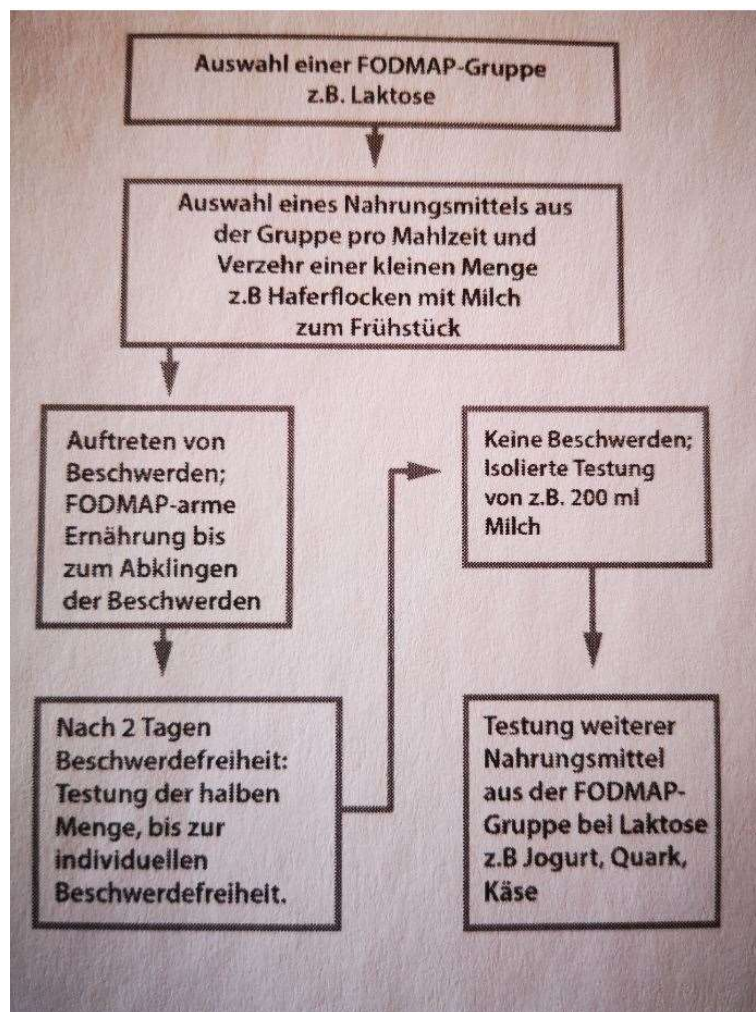 Auswahl einer FODMAP-Gruppe
z.B. Laktose
Auswahl eines Nahrungsmittels aus
der Gruppe pro Mahlzeit und
Verzehr einer kleinen Menge
z.B Haferflocken mit Milch
zum Frühstück
Auftreten von
Beschwerden;
FODMAP-arme
Ernährung bis
zum Abklingen
der Beschwerden
Nach 2 Tagen
Beschwerdefreiheit:
Testung der halben
Menge, bis zur
individuellen
Beschwerdefreiheit.
Keine Beschwerden;
Isolierte Testung
von z.B. 200 ml
Milch
Testung weiterer
Nahrungsmittel
aus der FODMAP-
Gruppe bei Laktose
z.B Jogurt, Quark,
Käse